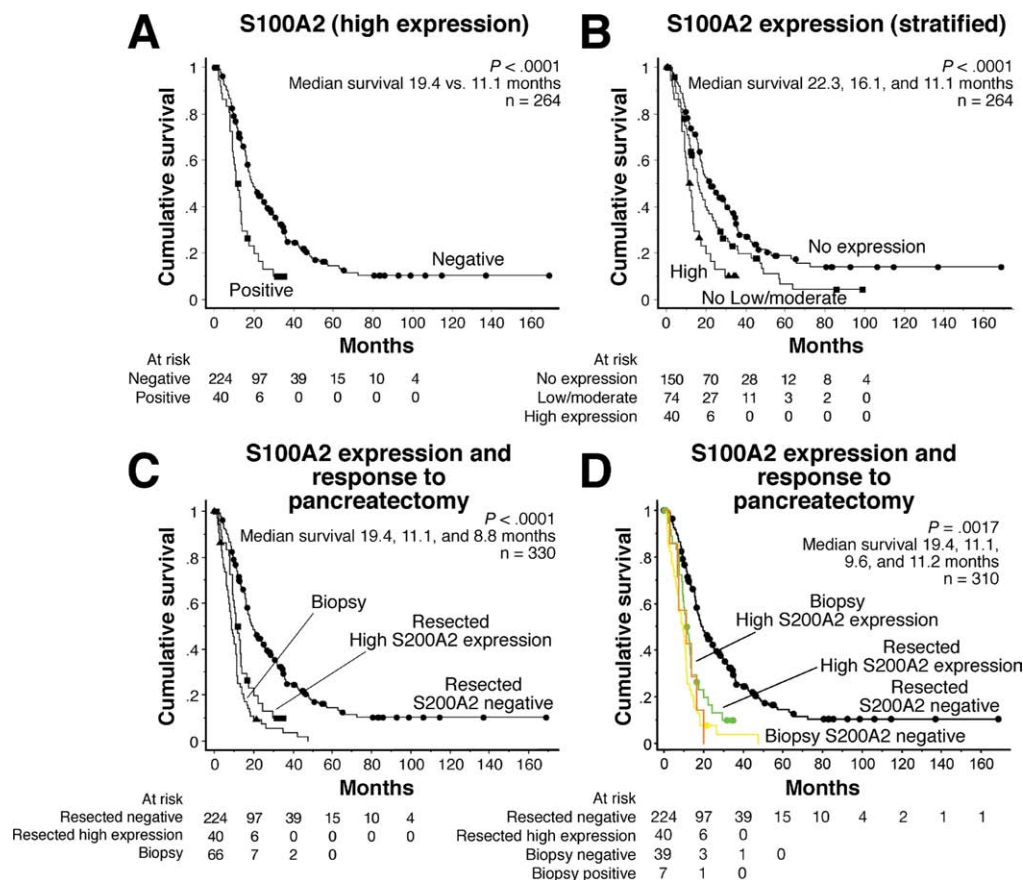 A
S100A2 (high expression)
P < .0001
Median survival 19.4 vs. 11.1 months
n = 264
Cumulative survival
1
.8
.6
.4
.2
0
Negative
Positive
0 20 40 60 80 100 120 140 160
Months
At risk
Negative 224 97 39 15 10 4
Positive 40 6 0 0 0 0
B
S100A2 expression (stratified)
P < .0001
Median survival 22.3, 16.1, and 11.1 months
n = 264
Cumulative survival
1
.8
.6
.4
.2
0
No expression
High
No Low/moderate
0 20 40 60 80 100 120 140 160
Months
At risk
No expression 150 70 28 12 8 4
Low/moderate 74 27 11 3 2 0
High expression 40 6 0 0 0 0
C
S100A2 expression and
response to
pancreatectomy
P < .0001
Median survival 19.4, 11.1, and 8.8 months
n = 330
Cumulative survival
1
.8
.6
.4
.2
0
Biopsy
Resected
High S200A2 expression
Resected
S200A2 negative
0 20 40 60 80 100 120 140 160
Months
At risk
Resected negative 224 97 39 15 10 4
Resected high expression 40 6 0 0 0 0
Biopsy 66 7 2 0
D
S100A2 expression and
response to
pancreatectomy
P = .0017
Median survival 19.4, 11.1,
9.6, and 11.2 months
n = 310
Cumulative survival
1
.8
.6
.4
.2
0
Biopsy
High S200A2 expression
Resected
High S200A2 expression
Resected
S200A2 negative
Biopsy S200A2 negative
0 20 40 60 80 100 120 140 160
Months
At risk
Resected negative 224 97 39 15 10 4 2 1 1
Resected high expression 40 6 0
Biopsy negative 39 3 1 0
Biopsy positive 7 1 0